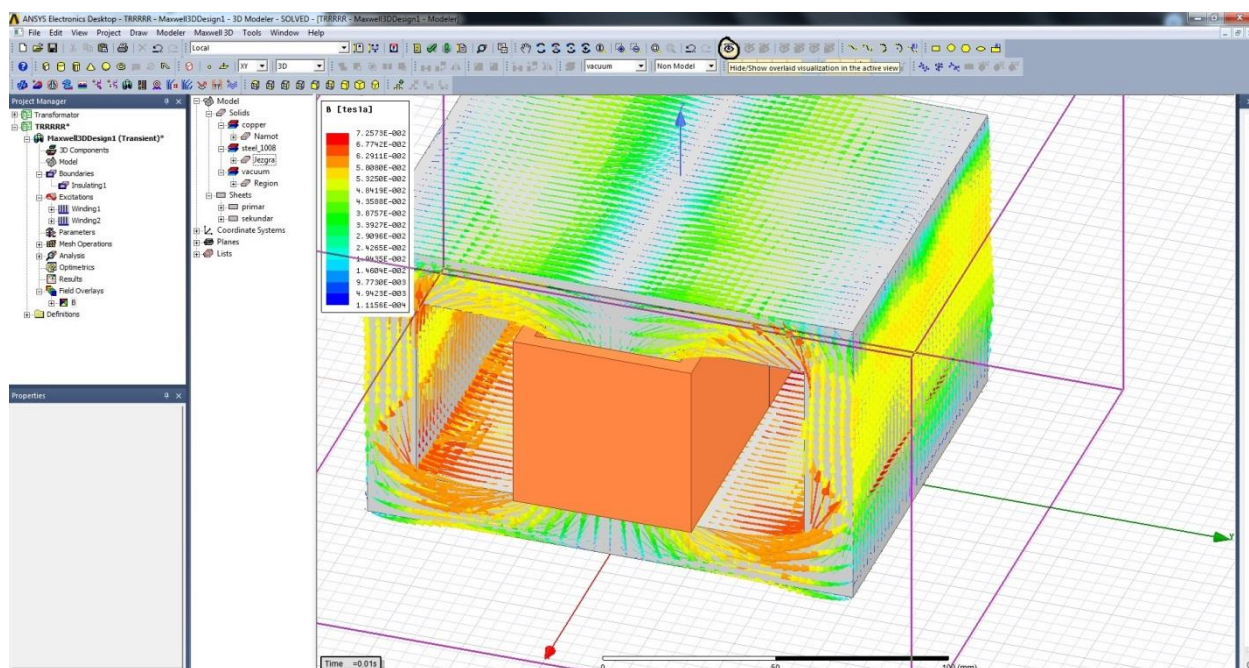 ANSYS Electronics Desktop - TRRRRR - Maxwell3DDesign1 - 3D Modeler - SOLVED - [TRRRRR - Maxwell3DDesign1 - Modeler]
File Edit View Project Draw Modeler Maxwell 3D Tools Window Help
Local
XY
3D
vacuum
Non Model
Hide/Show overlaid visualization in the active view
Project Manager
Transformator
TRRRRR*
Maxwell3DDesign1 (Transient)*
3D Components
Model
Boundaries
Insulating1
Excitations
Winding1
Winding2
Parameters
Mesh Operations
Analysis
Optimetrics
Results
Field Overlays
B
Definitions
Properties
Model
Solids
copper
Namot
steel_1008
Jezgra
vacuum
Region
Sheets
primar
sekundar
Coordinate Systems
Planes
Lists
B [tesla]
7.2573E-002
6.7742E-002
6.2911E-002
5.8080E-002
5.3250E-002
4.8419E-002
4.3588E-002
3.8757E-002
3.3927E-002
2.9096E-002
2.4265E-002
1.9435E-002
1.4604E-002
9.7730E-003
4.9423E-003
1.1156E-004
Y
Time =0.01s
0
50
100 (mm)